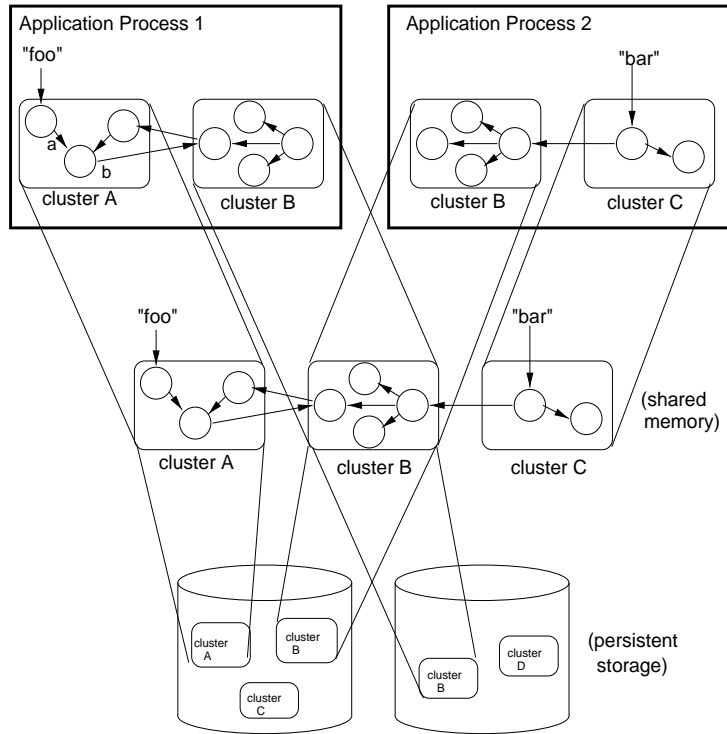 Application Process 1
Application Process 2
"foo"
"bar"
a
b
cluster A
cluster B
cluster B
cluster C
"foo"
"bar"
(shared
memory)
cluster A
cluster B
cluster C
cluster
A
cluster
B
cluster
C
cluster
B
cluster
D
(persistent
storage)